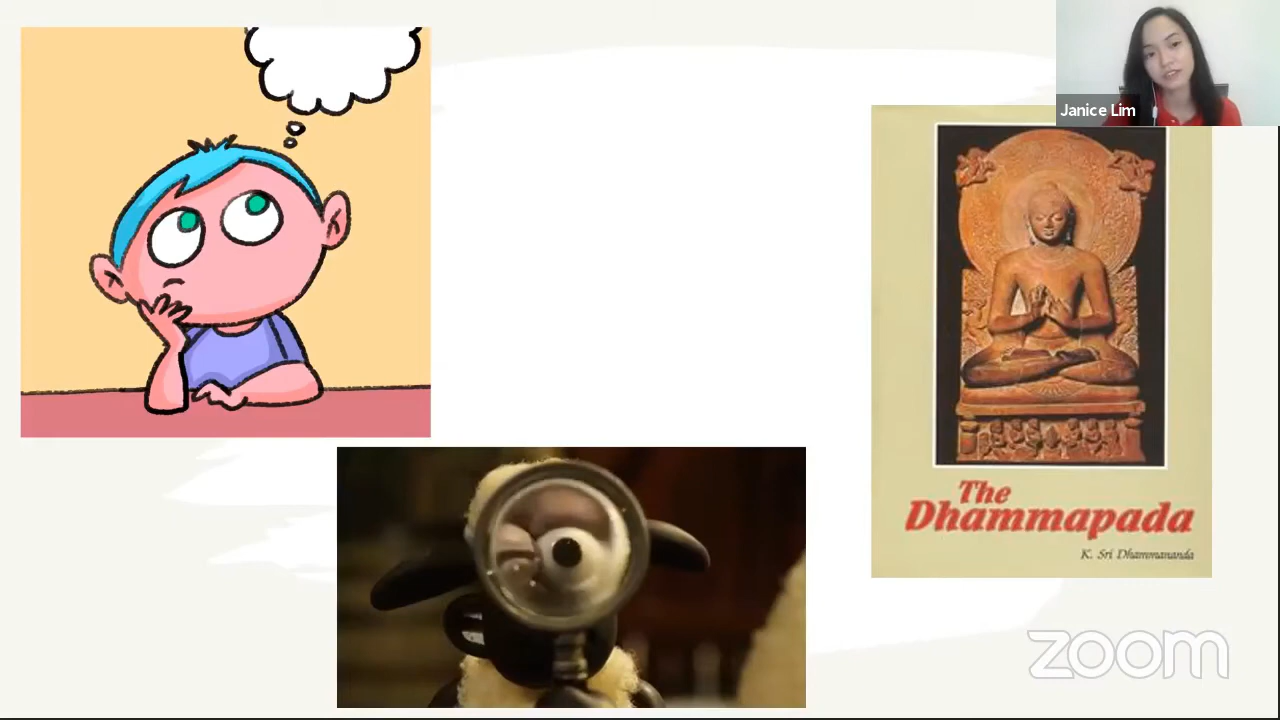 Janice Lim
The
Dhammapada
K. Sri Dhammananda
zoom